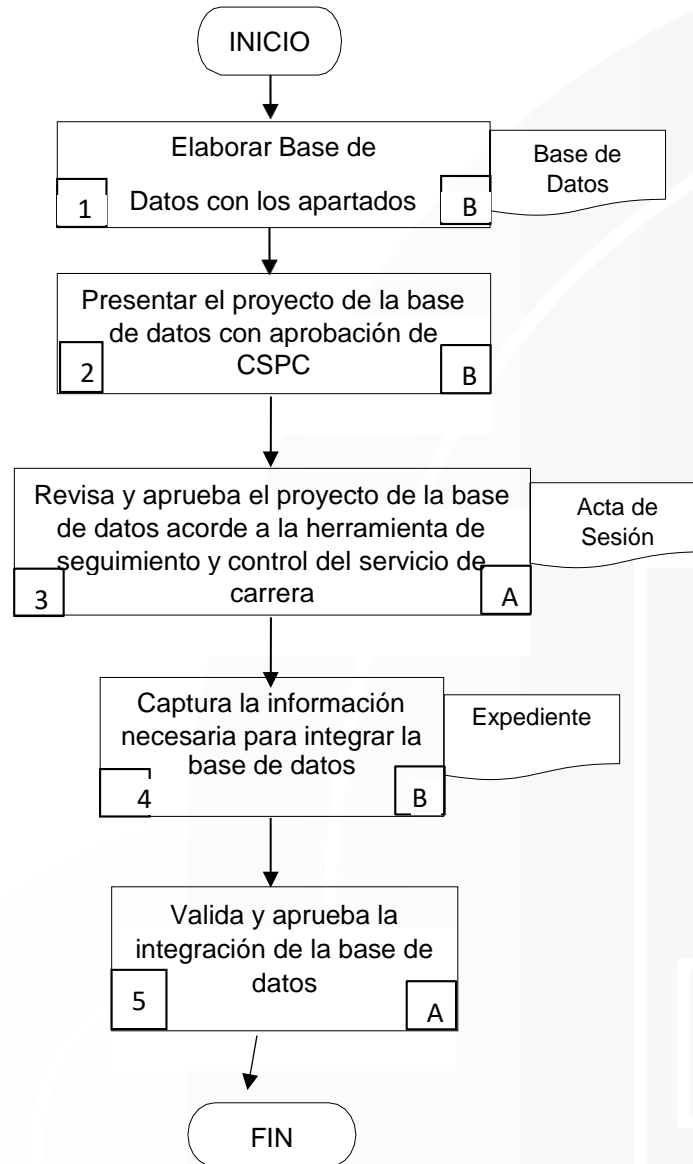 INICIO
Elaborar Base de
Datos con los apartados
1
B
Base de
Datos
Presentar el proyecto de la base
de datos con aprobación de
CSPC
2
B
Revisa y aprueba el proyecto de la base
de datos acorde a la herramienta de
seguimiento y control del servicio de
carrera
3
A
Acta de
Sesión
Captura la información
necesaria para integrar la
base de datos
4
B
Expediente
Valida y aprueba la
integración de la base de
datos
5
A
FIN